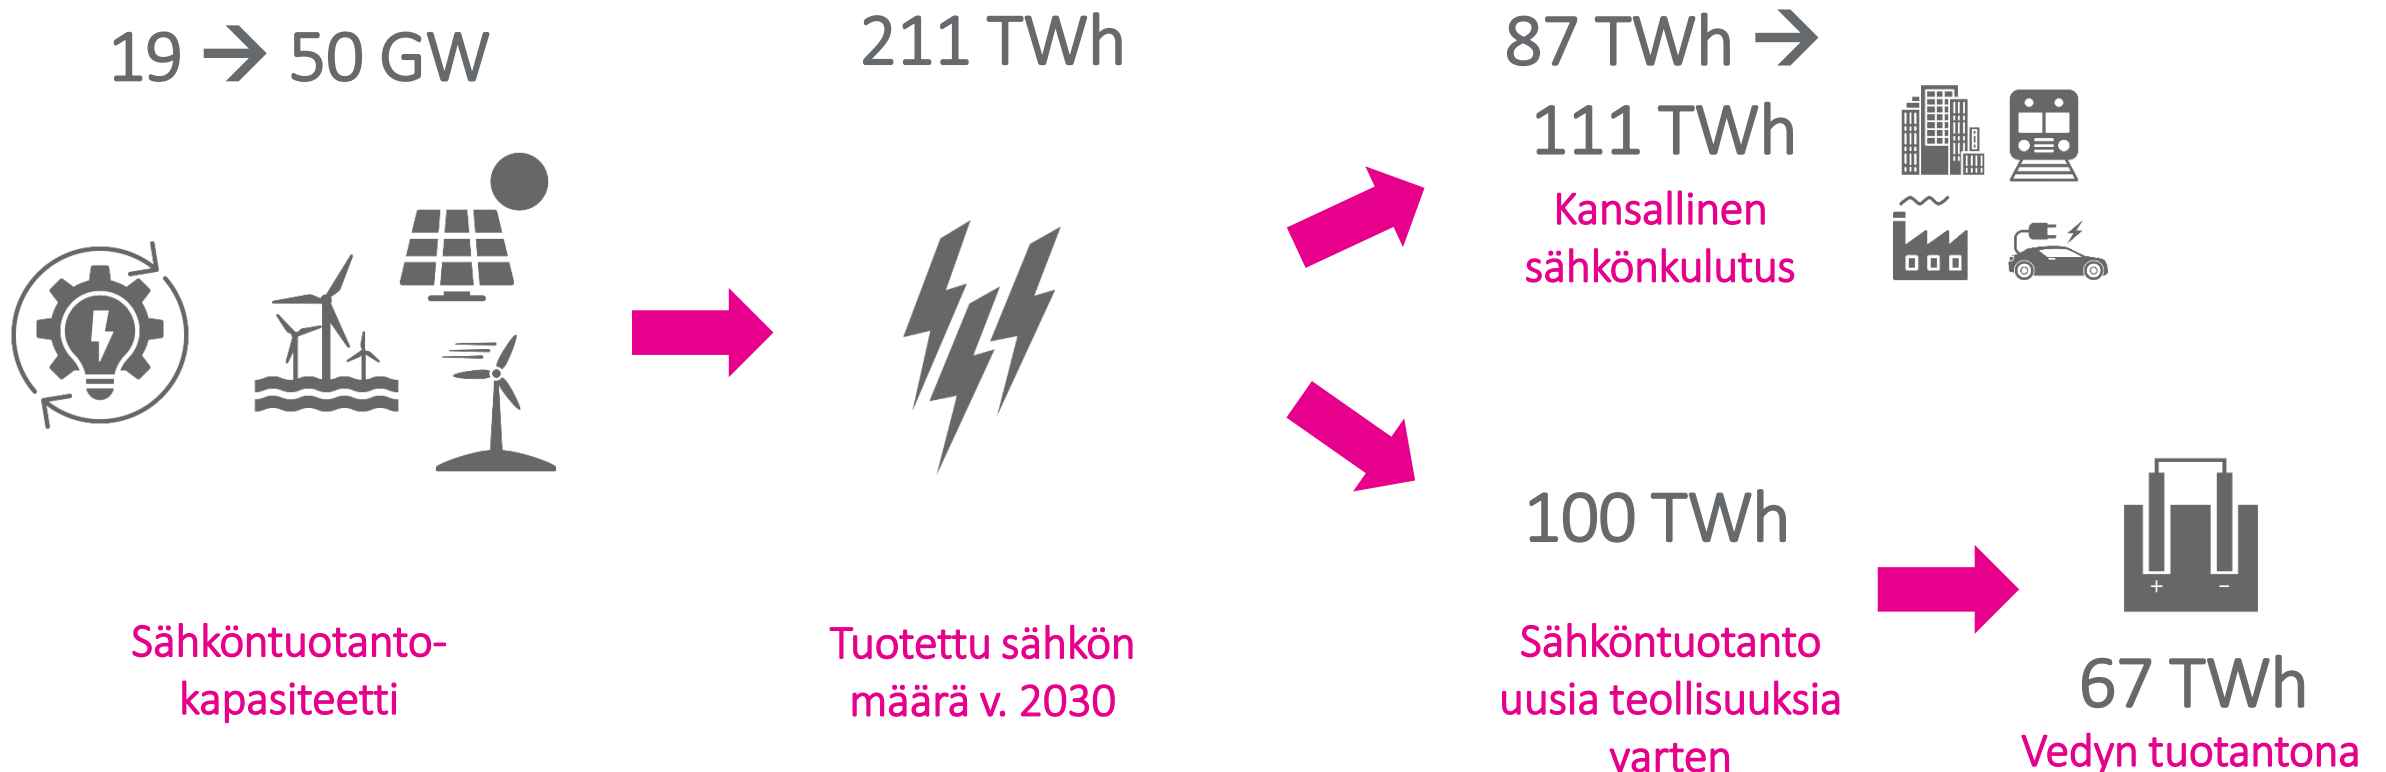 19 → 50 GW
Sähköntuotanto-
kapasiteetti
211 TWh
Tuotettu sähkön
määrä v. 2030
87 TWh →
111 TWh
Kansallinen
sähkönkulutus
100 TWh
Sähköntuotanto
uusia teollisuuksia
varten
+ −
67 TWh
Vedyn tuotantona